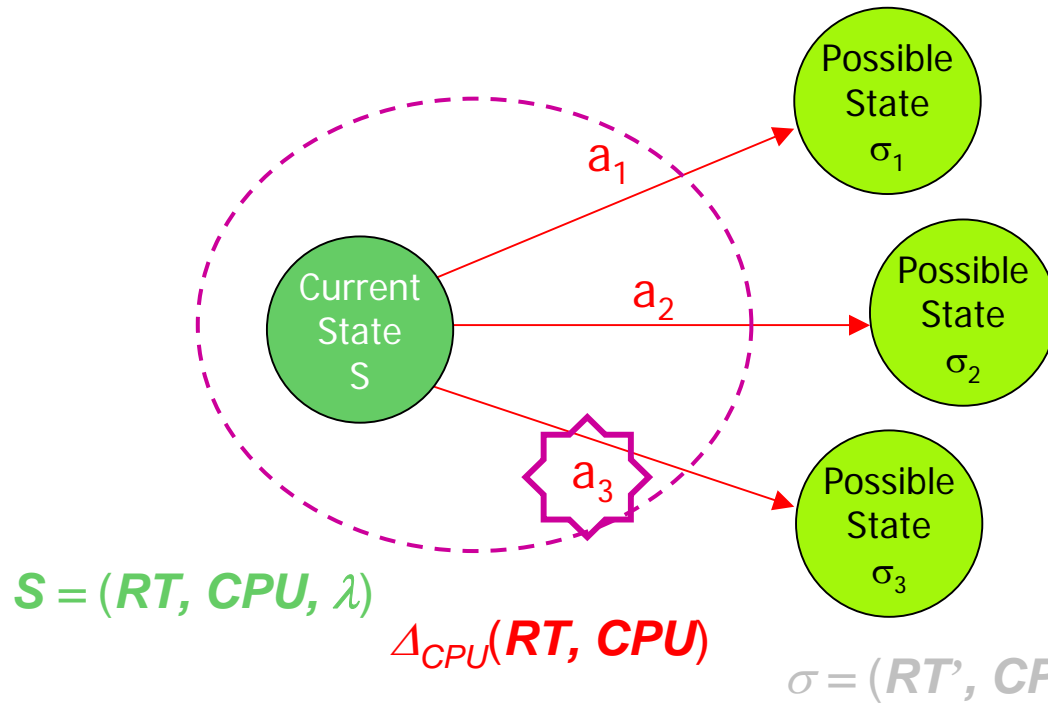 Possible
State
σ₁
a₁
Current
State
S
a₂
Possible
State
σ₂
a₃
Possible
State
σ₃
S = (RT, CPU, λ)
Δ_CPU(RT, CPU)
σ = (RT’, CP